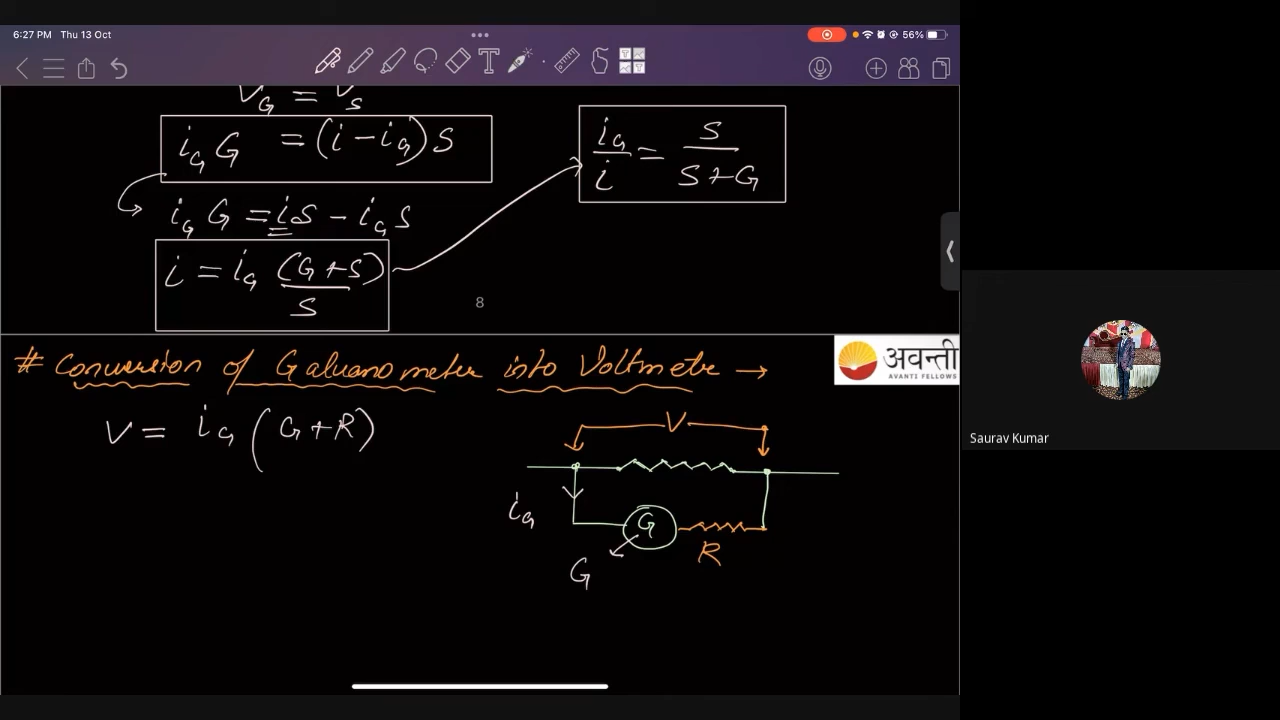 6:27 PM Thu 13 Oct
56%
V_G = V_S
i_G G = (i - i_G) S
i_G G = iS - i_G S
i = i_G (G+S)/S
i_G/i = S/(S+G)
8
# Conversion of Galvanometer into Voltmetre →
अवन्ती
AVANTI FELLOWS
V = i_G (G+R)
V
i_G
G
R
G
Saurav Kumar